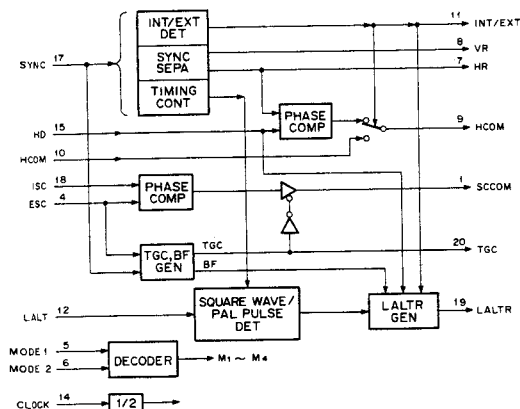 INT/EXT DET
SYNC SEPA
TIMING CONT
SYNC 17
11 INT/EXT
8 VR
7 HR
HD 15
PHASE COMP
9 HCOM
HCOM 10
ISC 18
ESC 4
PHASE COMP
1 SCCOM
TGC, BF GEN
TGC
BF
20 TGC
LALT 12
SQUARE WAVE/ PAL PULSE DET
LALTR GEN
19 LALTR
MODE 1 5
MODE 2 6
DECODER
M1 ~ M4
CLOCK 14
1/2